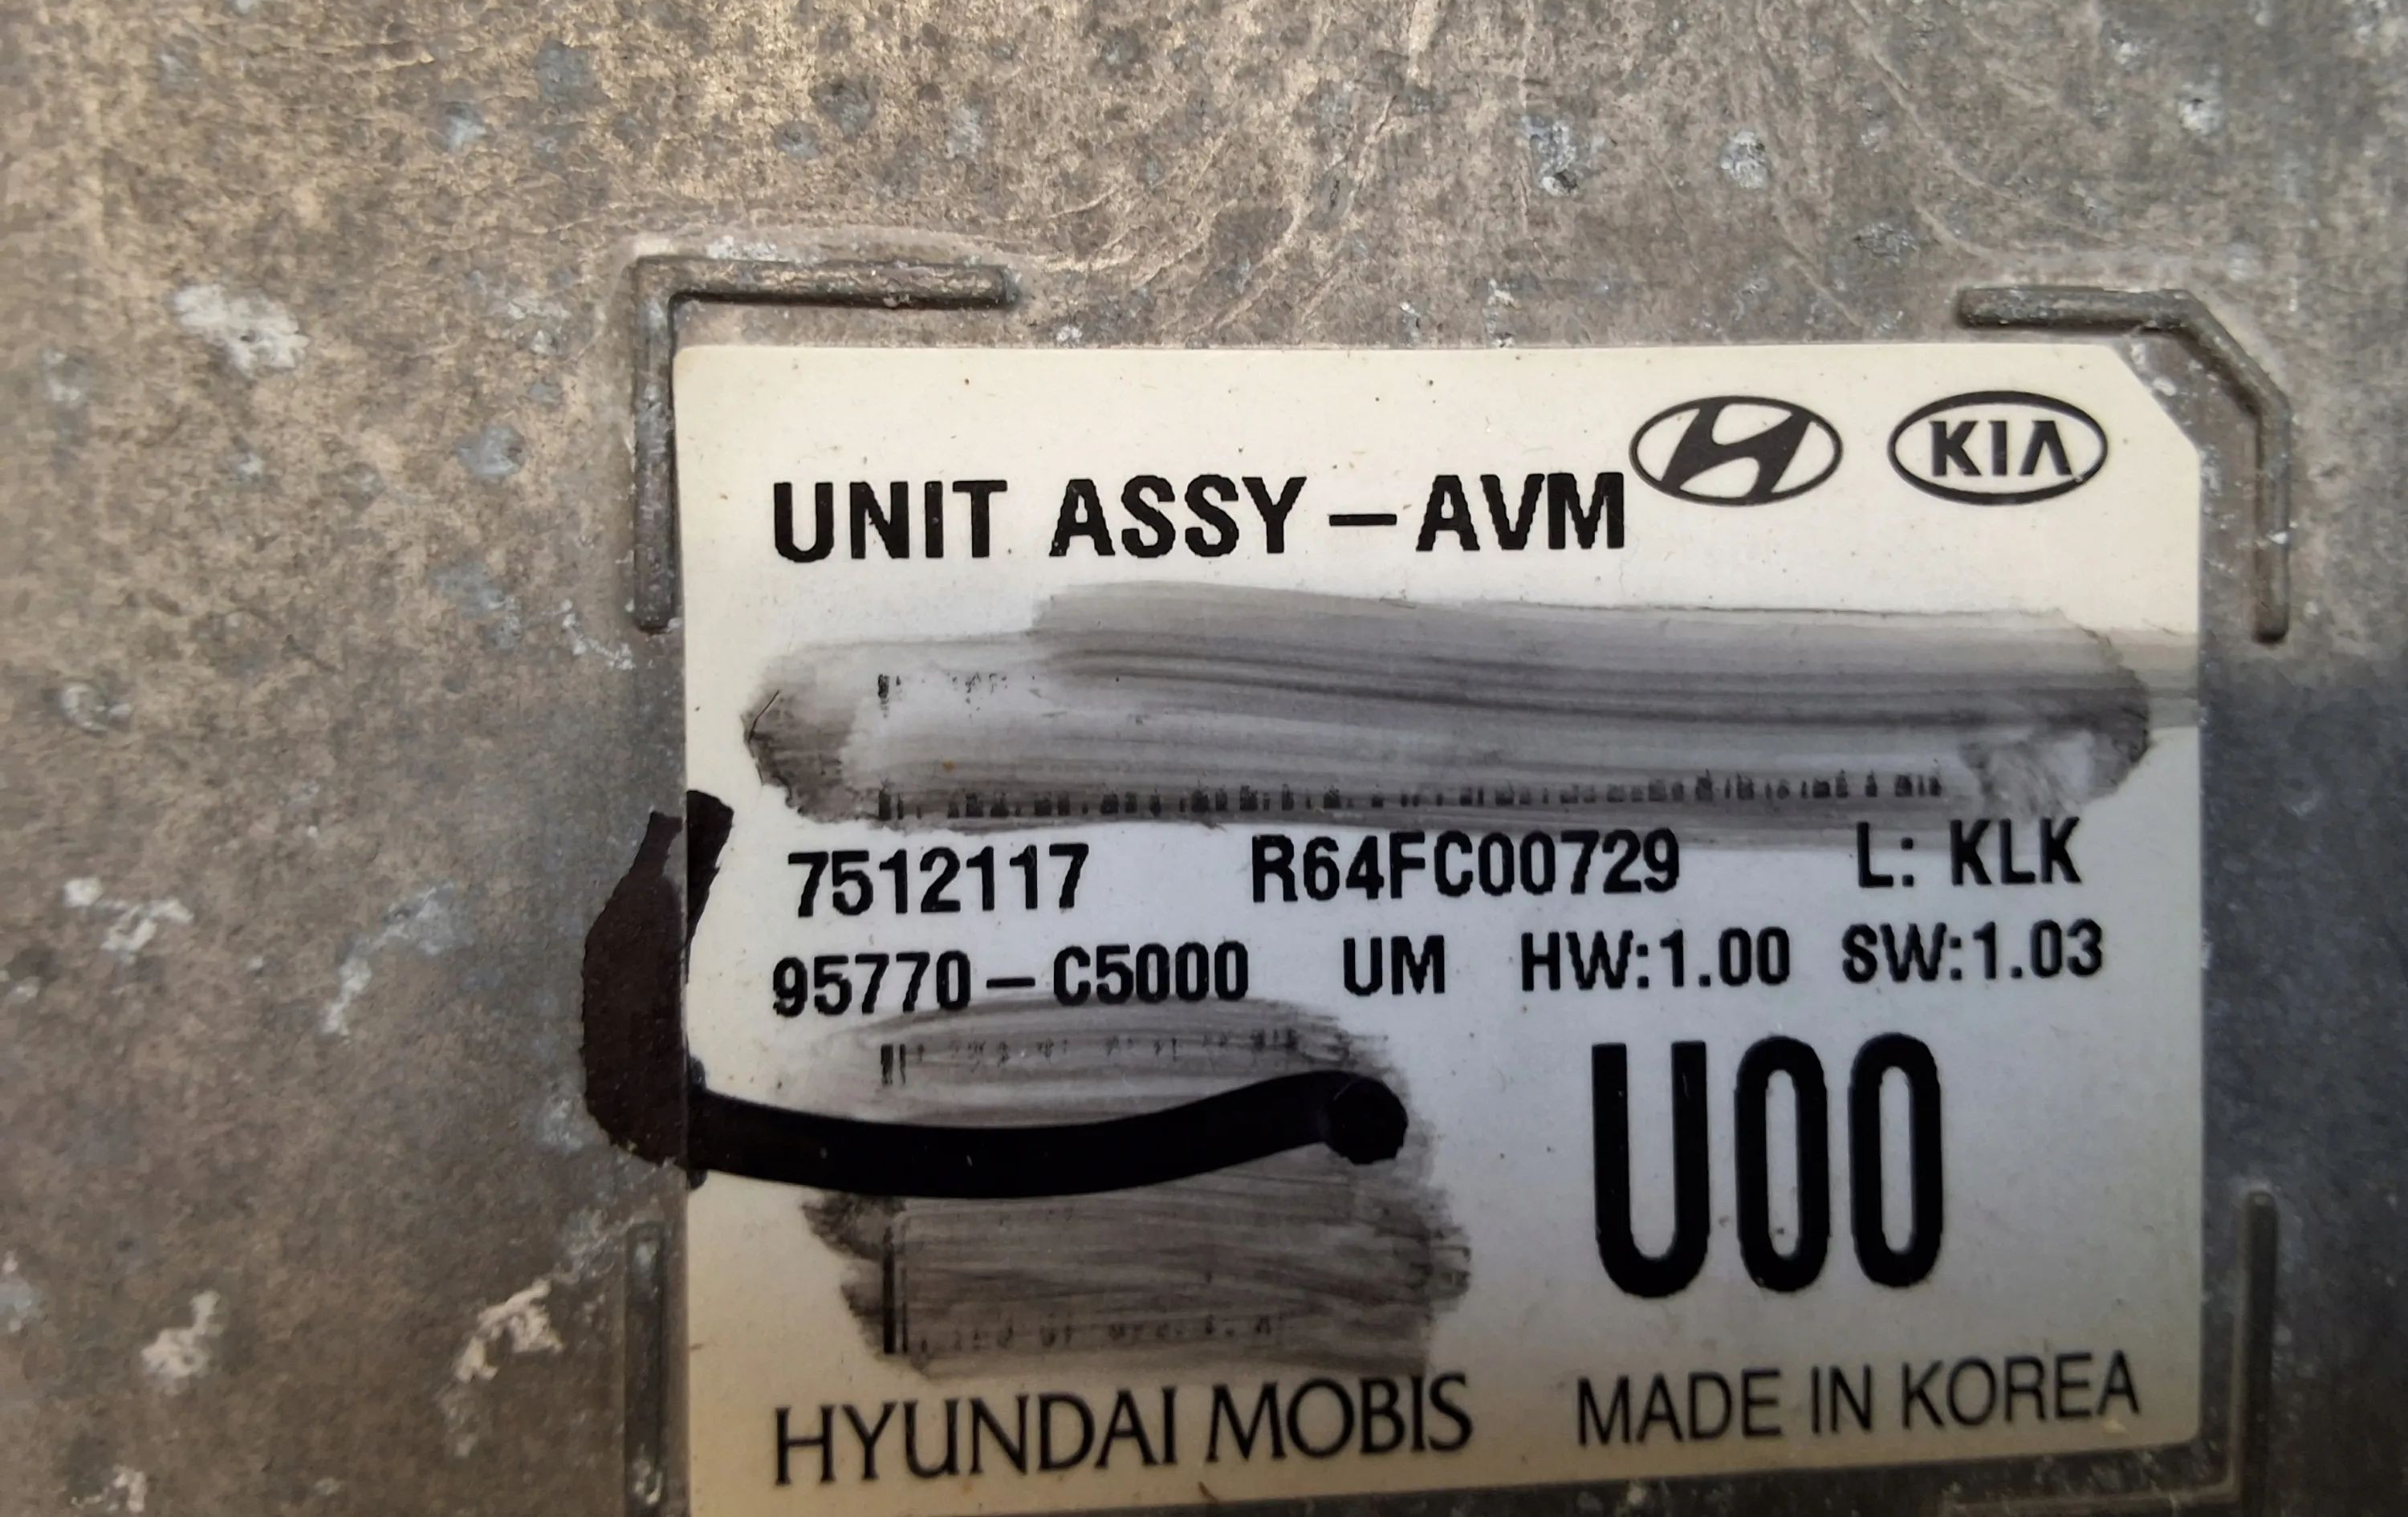 UNIT ASSY-AVM KIA
7512117 R64FC00729 L: KLK
95770-C5000 UM HW:1.00 SW:1.03
U00
HYUNDAI MOBIS MADE IN KOREA